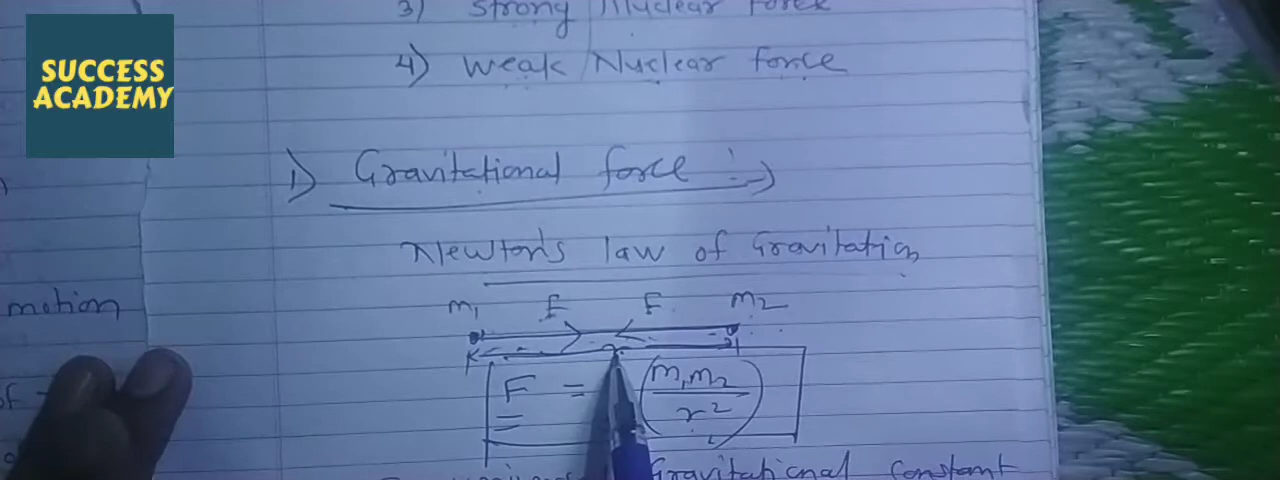 SUCCESS
ACADEMY
3) Strong Nuclear force
4) Weak Nuclear force
1) Gravitational force :→
Newton's law of Gravitation
m1 F F m2
F = (m1m2/r²)
motion
of
Gravitational constant